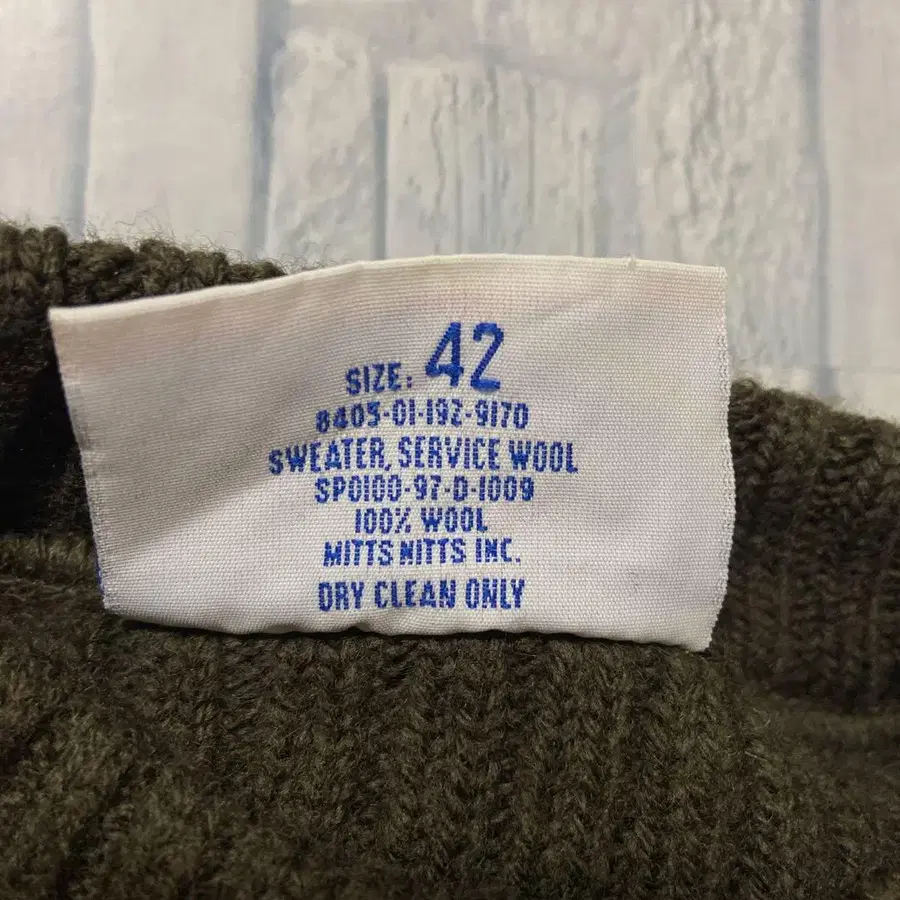 SIZE: 42
8405-01-192-9170
SWEATER, SERVICE WOOL
SP0100-97-D-1009
100% WOOL
MITTS NITTS INC.
DRY CLEAN ONLY